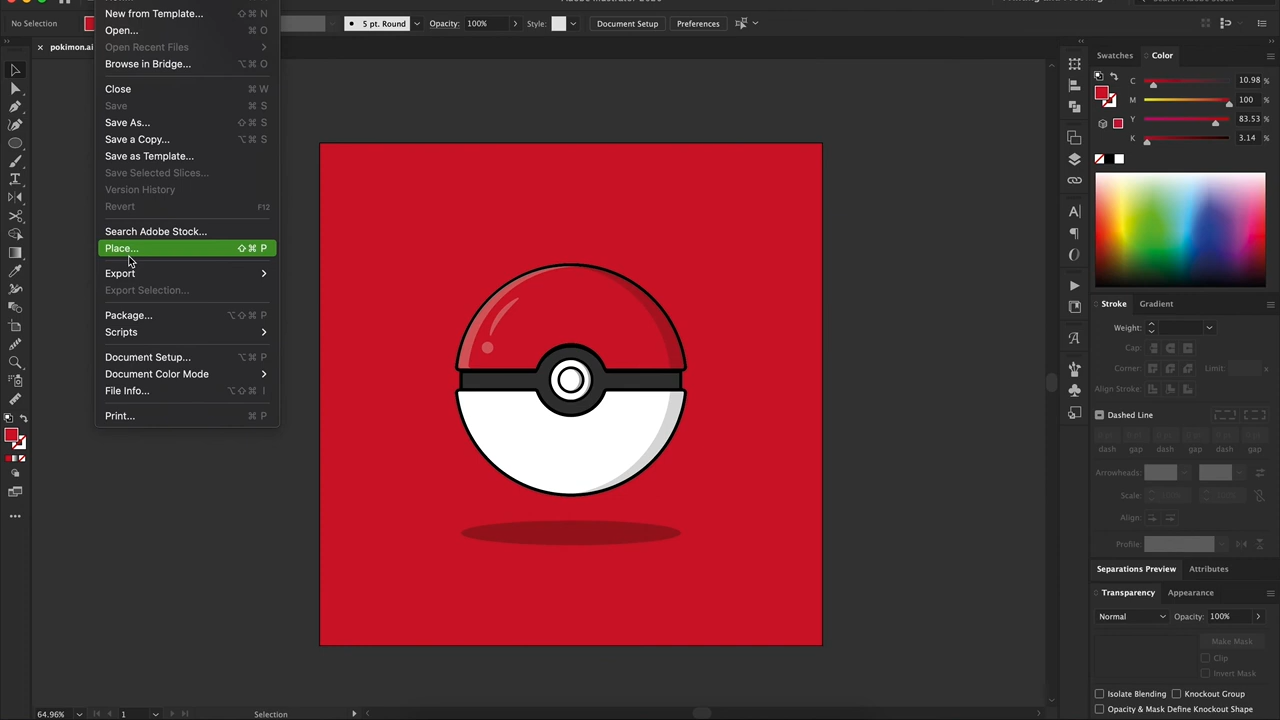 New from Template... ⇧⌘ N
No Selection
5 pt. Round
Opacity: 100%
Style:
Document Setup
Preferences
Open... ⌘ O
pokimon.ai
Open Recent Files
Browse in Bridge... ⌥⌘ O
Close ⌘ W
Save ⌘ S
Save As... ⇧⌘ S
Save a Copy... ⌥⌘ S
Save as Template...
Save Selected Slices...
Version History
Revert F12
Search Adobe Stock...
Place... ⇧⌘ P
Export
Export Selection...
Package... ⌥⇧⌘ P
Scripts
Document Setup... ⌥⌘ P
Document Color Mode
File Info... ⌥⇧⌘ I
Print... ⌘ P
Swatches Color
C 10.98 %
M 100 %
Y 83.53 %
K 3.14 %
Stroke Gradient
Weight:
Cap:
Corner: Limit: x
Align Stroke:
Dashed Line
dash gap dash gap dash gap
Arrowheads:
Scale:
Align:
Profile:
Separations Preview Attributes
Transparency Appearance
Normal Opacity: 100%
Make Mask
Clip
Invert Mask
Isolate Blending Knockout Group
Opacity & Mask Define Knockout Shape
64.96% 1 Selection